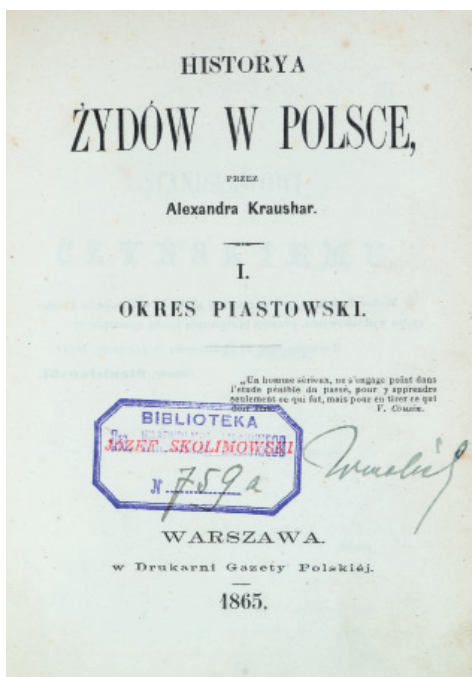 HISTORYA
ŻYDÓW W POLSCE,
PRZEZ
Alexandra Kraushar.
I.
OKRES PIASTOWSKI.
„Un homme sérieux, ne s'engage point dans
l'étude pénible du passé, pour y apprendre
seulement ce qui fut, mais pour en tirer ce qui
V. COUSIN.
BIBLIOTEKA
JÓZEF SKOLIMOWSKI
N 759a
WARSZAWA.
w Drukarni Gazety Polskiéj.
1865.